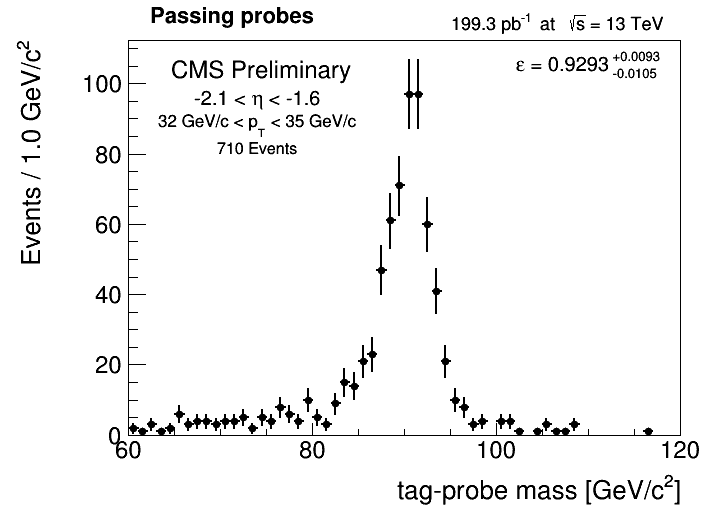 Passing probes
199.3 pb⁻¹ at √s = 13 TeV
CMS Preliminary
ε = 0.9293 +0.0093 -0.0105
-2.1 < η < -1.6
32 GeV/c < p_T < 35 GeV/c
710 Events
Events / 1.0 GeV/c²
100
80
60
40
20
0
60 80 100 120
tag-probe mass [GeV/c²]